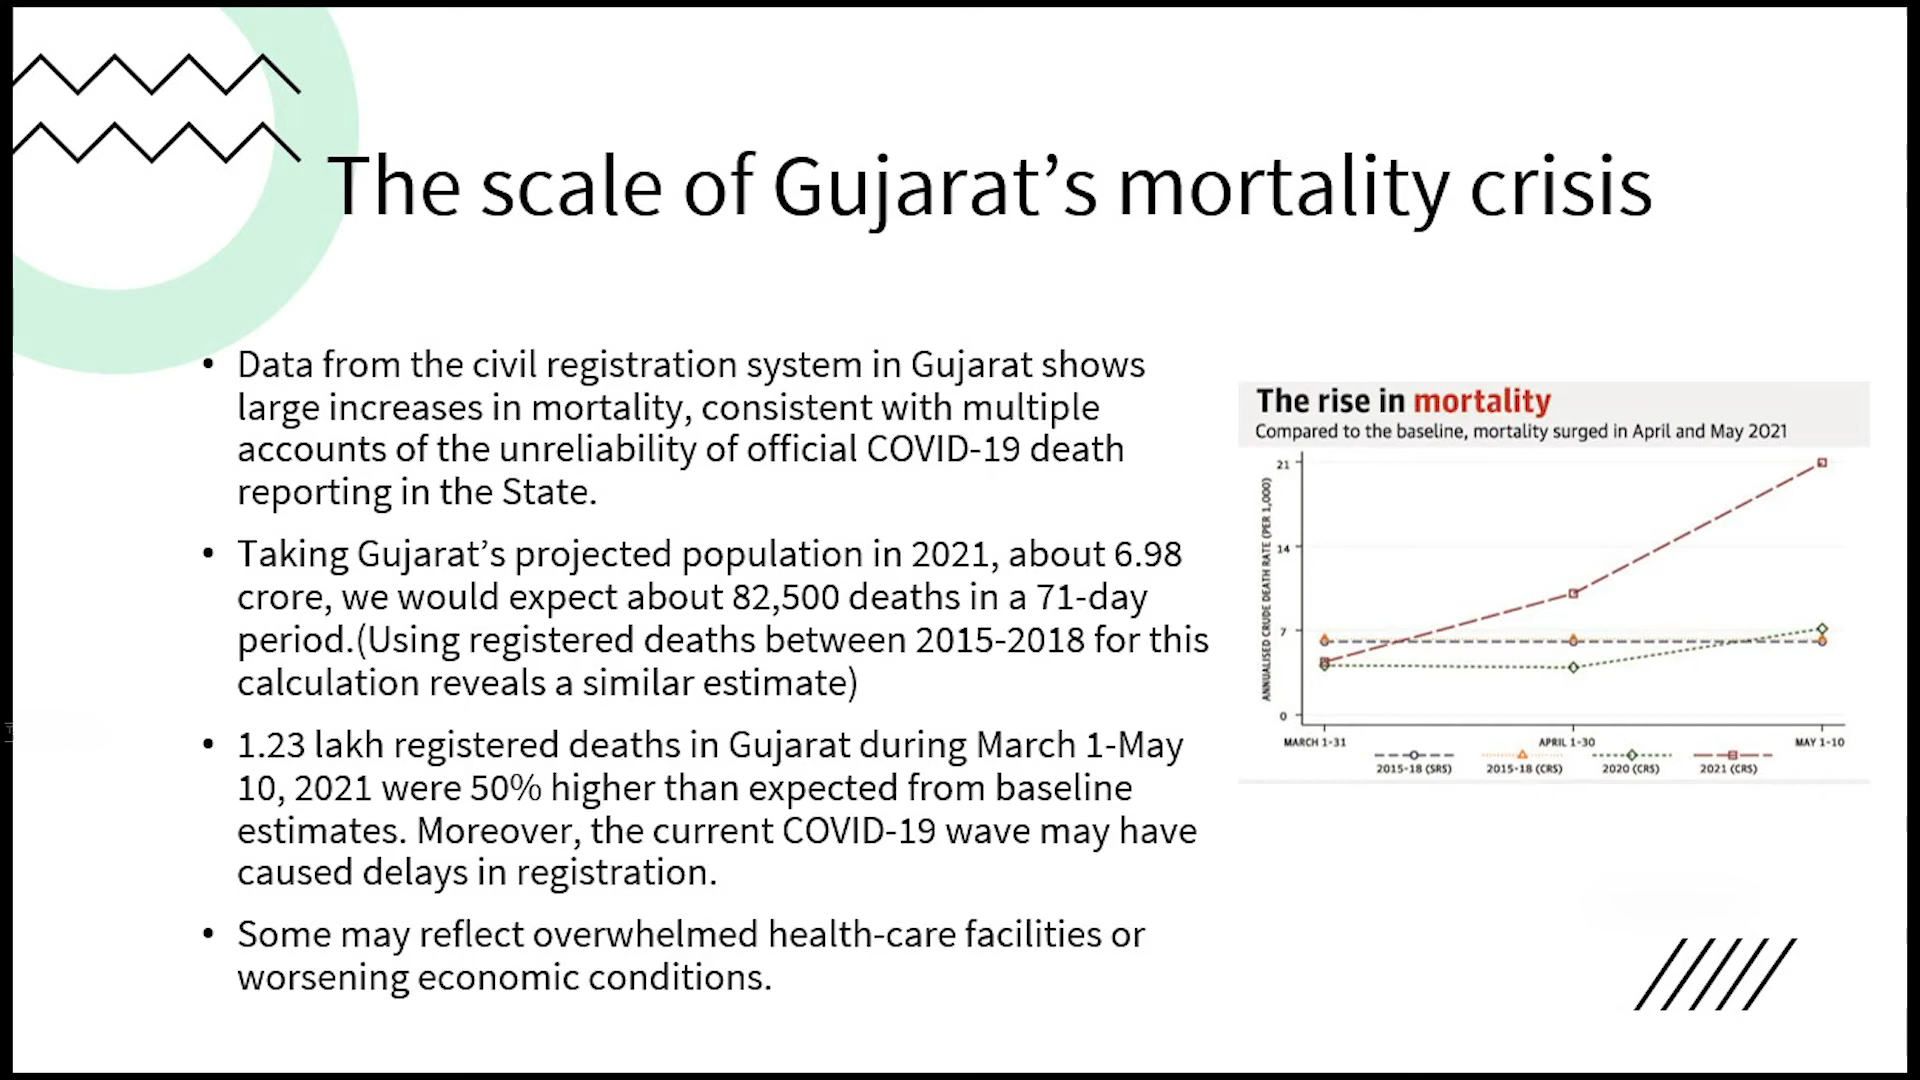 The scale of Gujarat’s mortality crisis
• Data from the civil registration system in Gujarat shows
large increases in mortality, consistent with multiple
accounts of the unreliability of official COVID-19 death
reporting in the State.
• Taking Gujarat’s projected population in 2021, about 6.98
crore, we would expect about 82,500 deaths in a 71-day
period.(Using registered deaths between 2015-2018 for this
calculation reveals a similar estimate)
• 1.23 lakh registered deaths in Gujarat during March 1-May
10, 2021 were 50% higher than expected from baseline
estimates. Moreover, the current COVID-19 wave may have
caused delays in registration.
• Some may reflect overwhelmed health-care facilities or
worsening economic conditions.
The rise in mortality
Compared to the baseline, mortality surged in April and May 2021
ANNUALISED CRUDE DEATH RATE (PER 1,000)
21
14
7
0
MARCH 1-31 APRIL 1-30 MAY 1-10
2015-18 (SRS) 2015-18 (CRS) 2020 (CRS) 2021 (CRS)